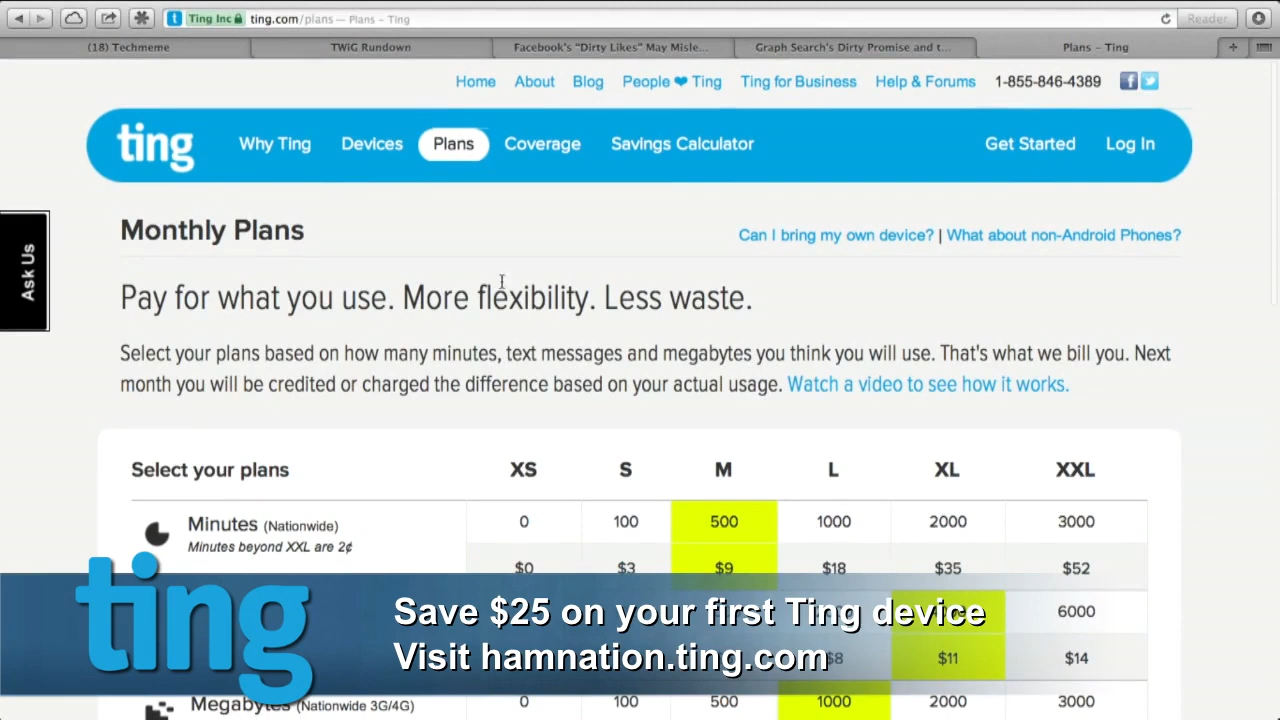 Ting Inc ting.com/plans — Plans – Ting
Reader
(18) Techmeme
TWiG Rundown
Facebook's "Dirty Likes" May Misle...
Graph Search's Dirty Promise and t...
Plans – Ting
Home About Blog People ❤ Ting Ting for Business Help & Forums 1-855-846-4389
ting Why Ting Devices Plans Coverage Savings Calculator Get Started Log In
Ask Us
Monthly Plans
Can I bring my own device? | What about non-Android Phones?
Pay for what you use. More flexibility. Less waste.
Select your plans based on how many minutes, text messages and megabytes you think you will use. That's what we bill you. Next
month you will be credited or charged the difference based on your actual usage. Watch a video to see how it works.
Select your plans XS S M L XL XXL
Minutes (Nationwide) 0 100 500 1000 2000 3000
Minutes beyond XXL are 2¢
$0 $3 $9 $18 $35 $52
6000
$8 $11 $14
ting
Save $25 on your first Ting device
Visit hamnation.ting.com
Megabytes (Nationwide 3G/4G) 0 100 500 1000 2000 3000